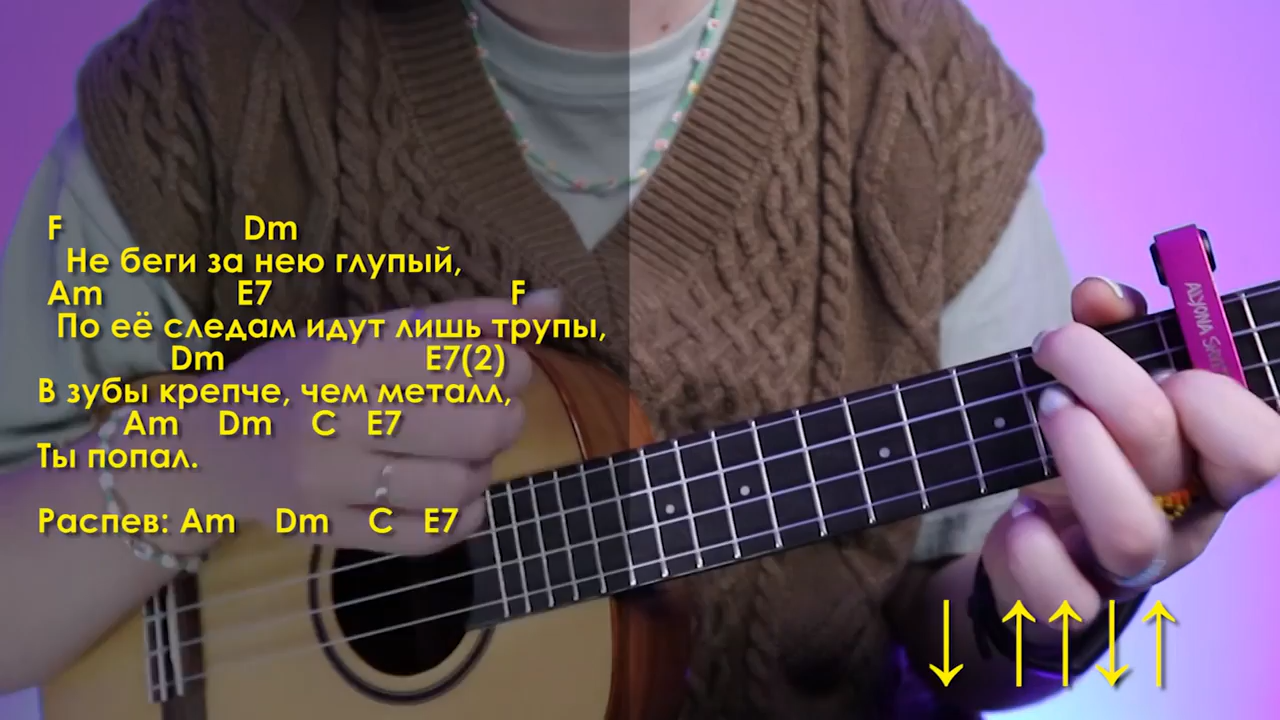 F Dm
Не беги за нею глупый,
Am E7 F
По её следам идут лишь трупы,
Dm E7(2)
В зубы крепче, чем металл,
Am Dm C E7
Ты попал.
Распев: Am Dm C E7
↓ ↑↑↓↑
ALYONA